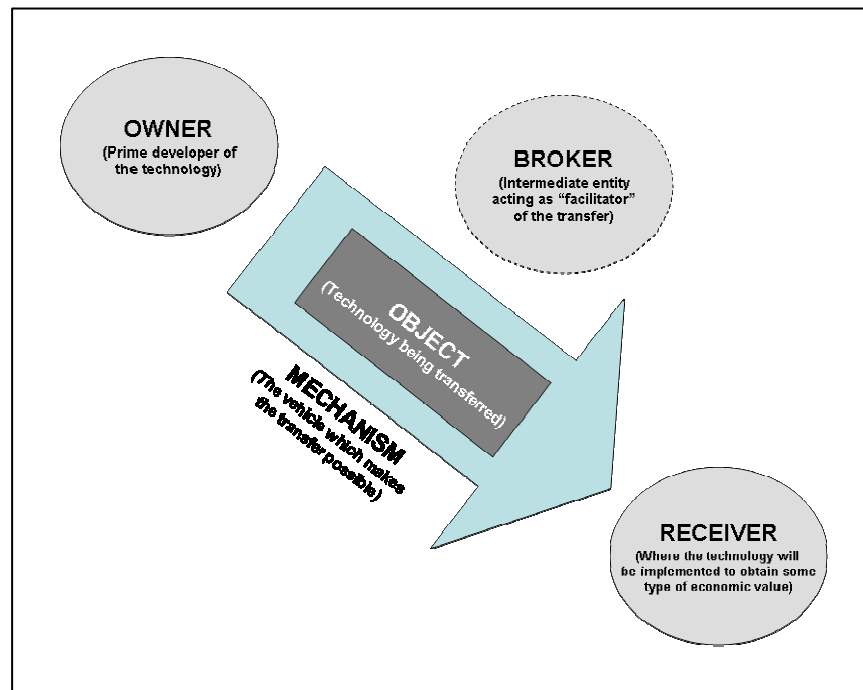 OWNER
(Prime developer of
the technology)
BROKER
(Intermediate entity
acting as “facilitator”
of the transfer)
OBJECT
(Technology being transferred)
MECHANISM
(The vehicle which makes
the transfer possible)
RECEIVER
(Where the technology will
be implemented to obtain some
type of economic value)